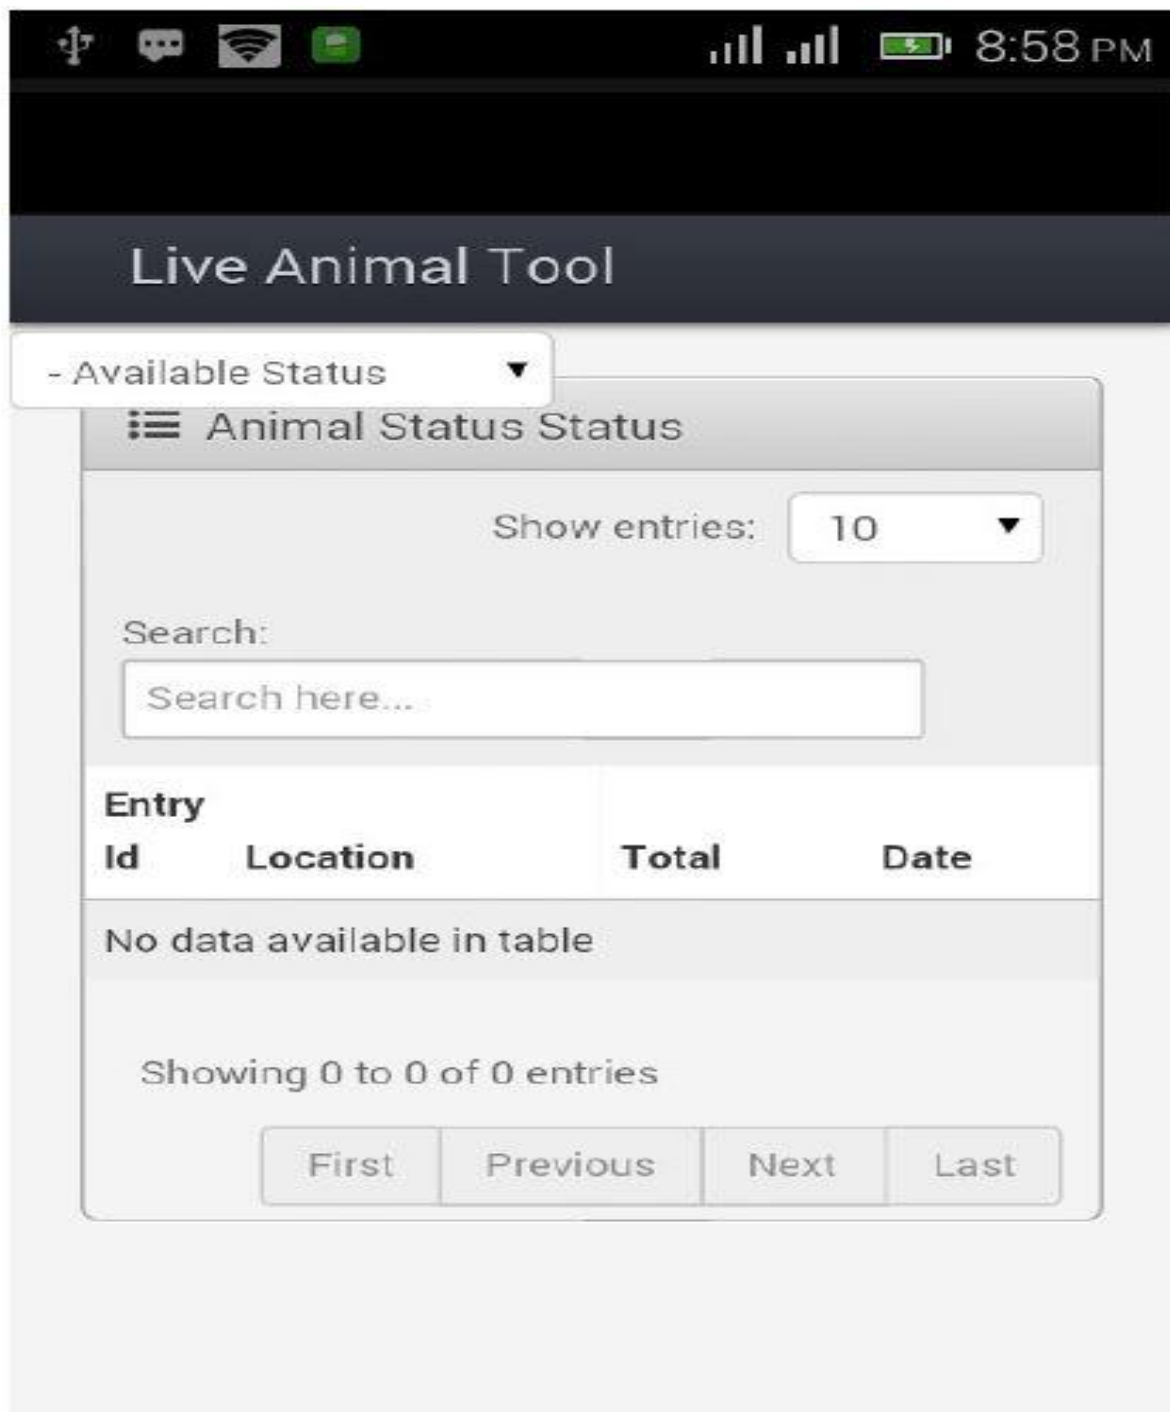 8:58 PM
Live Animal Tool
- Available Status
Animal Status Status
Show entries: 10
Search:
Search here...
Entry
Id Location Total Date
No data available in table
Showing 0 to 0 of 0 entries
First Previous Next Last